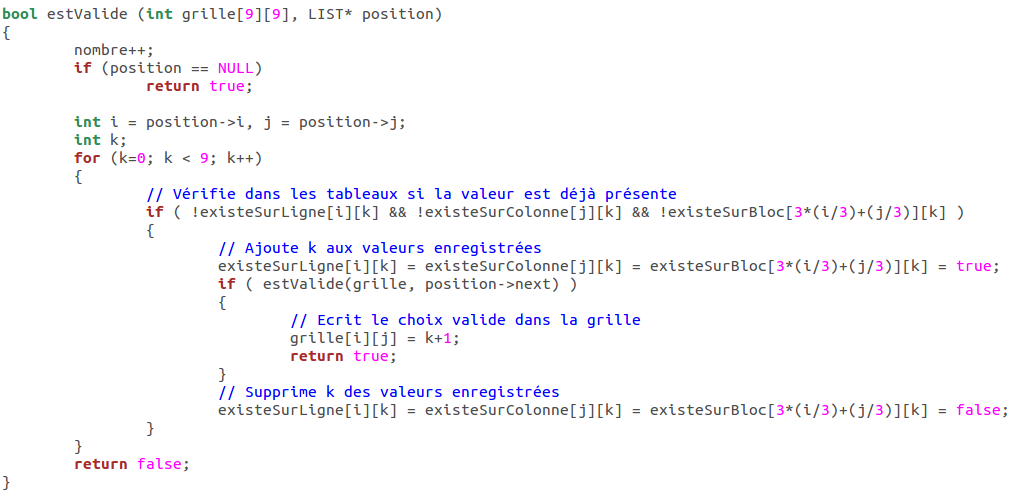 bool estValide (int grille[9][9], LIST* position)
{
        nombre++;
        if (position == NULL)
                return true;

        int i = position->i, j = position->j;
        int k;
        for (k=0; k < 9; k++)
        {
                // Vérifie dans les tableaux si la valeur est déjà présente
                if ( !existeSurLigne[i][k] && !existeSurColonne[j][k] && !existeSurBloc[3*(i/3)+(j/3)][k] )
                {
                        // Ajoute k aux valeurs enregistrées
                        existeSurLigne[i][k] = existeSurColonne[j][k] = existeSurBloc[3*(i/3)+(j/3)][k] = true;
                        if ( estValide(grille, position->next) )
                        {
                                // Ecrit le choix valide dans la grille
                                grille[i][j] = k+1;
                                return true;
                        }
                        // Supprime k des valeurs enregistrées
                        existeSurLigne[i][k] = existeSurColonne[j][k] = existeSurBloc[3*(i/3)+(j/3)][k] = false;
                }
        }
        return false;
}